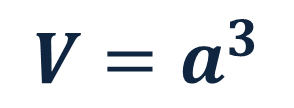 V = a³